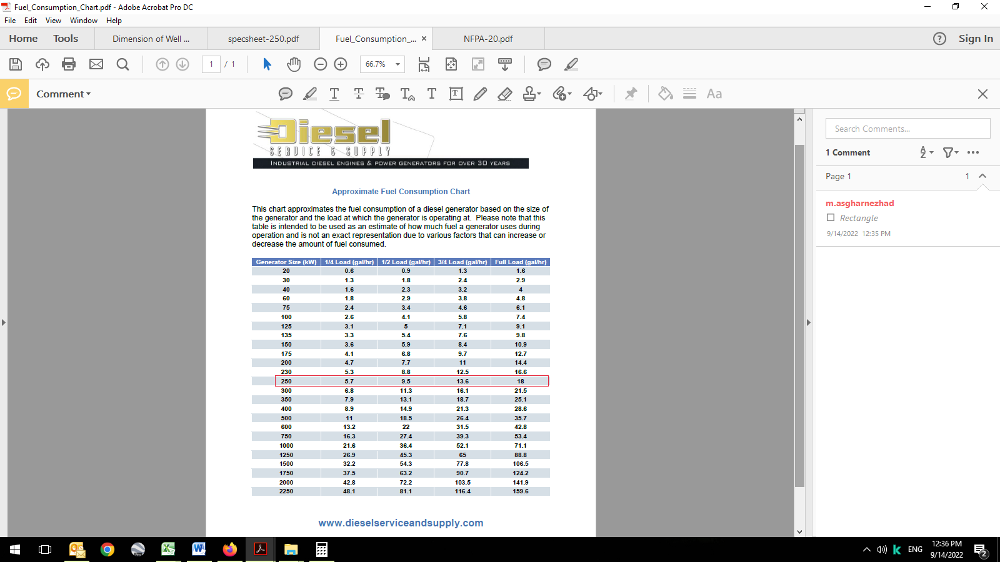 Fuel_Consumption_Chart.pdf - Adobe Acrobat Pro DC
File Edit View Window Help
Home Tools Dimension of Well ... specsheet-250.pdf Fuel_Consumption_... × NFPA-20.pdf ? Sign In
1 / 1 66.7%
Comment T T T T T T Aa
Diesel
SERVICE & SUPPLY
INDUSTRIAL DIESEL ENGINES & POWER GENERATORS FOR OVER 30 YEARS
Approximate Fuel Consumption Chart
This chart approximates the fuel consumption of a diesel generator based on the size of
the generator and the load at which the generator is operating at. Please note that this
table is intended to be used as an estimate of how much fuel a generator uses during
operation and is not an exact representation due to various factors that can increase or
decrease the amount of fuel consumed.
Generator Size (kW) 1/4 Load (gal/hr) 1/2 Load (gal/hr) 3/4 Load (gal/hr) Full Load (gal/hr)
20 0.6 0.9 1.3 1.6
30 1.3 1.8 2.4 2.9
40 1.6 2.3 3.2 4
60 1.8 2.9 3.8 4.8
75 2.4 3.4 4.6 6.1
100 2.6 4.1 5.8 7.4
125 3.1 5 7.1 9.1
135 3.3 5.4 7.6 9.8
150 3.6 5.9 8.4 10.9
175 4.1 6.8 9.7 12.7
200 4.7 7.7 11 14.4
230 5.3 8.8 12.5 16.6
250 5.7 9.5 13.6 18
300 6.8 11.3 16.1 21.5
350 7.9 13.1 18.7 25.1
400 8.9 14.9 21.3 28.6
500 11 18.5 26.4 35.7
600 13.2 22 31.5 42.8
750 16.3 27.4 39.3 53.4
1000 21.6 36.4 52.1 71.1
1250 26.9 45.3 65 88.8
1500 32.2 54.3 77.8 106.5
1750 37.5 63.2 90.7 124.2
2000 42.8 72.2 103.5 141.9
2250 48.1 81.1 116.4 159.6
www.dieselserviceandsupply.com
Search Comments...
1 Comment
Page 1 1
m.asgharnezhad
Rectangle
9/14/2022 12:35 PM
ENG
12:36 PM
9/14/2022
2